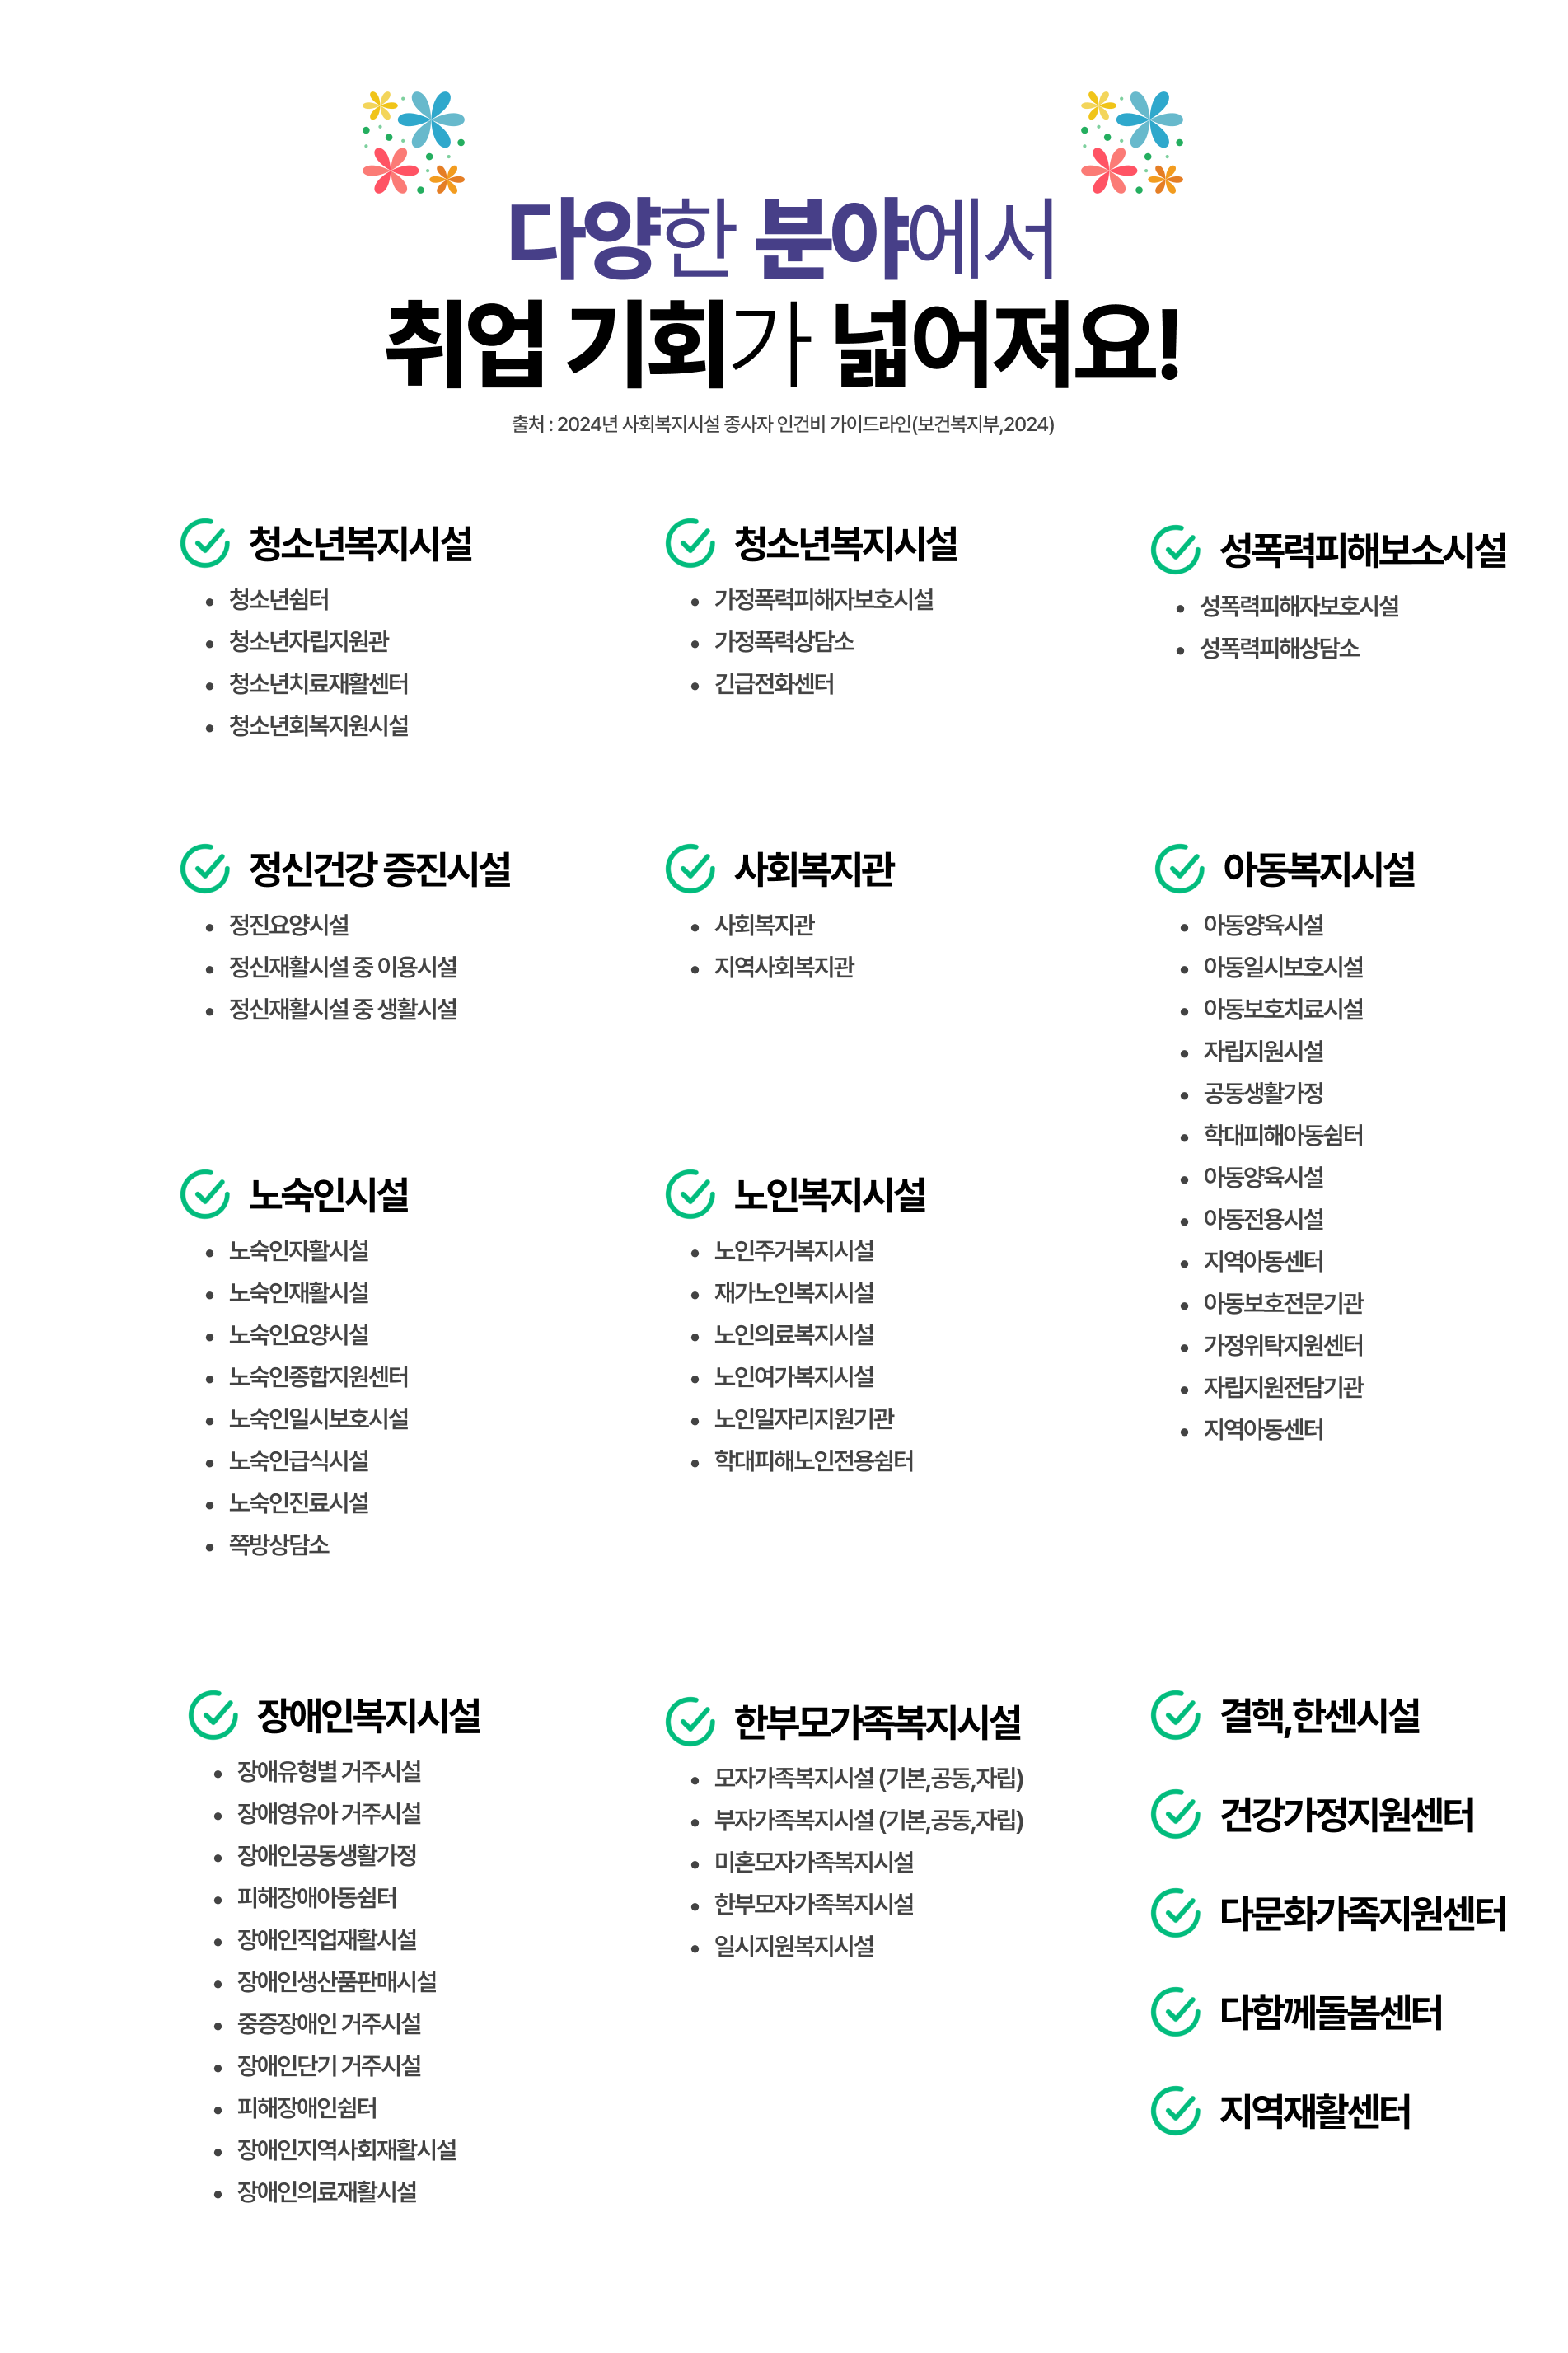 다양한 분야에서
취업 기회가 넓어져요!
출처 : 2024년 사회복지시설 종사자 인건비 가이드라인(보건복지부,2024)
청소년복지시설
청소년쉼터
청소년자립지원관
청소년치료재활센터
청소년회복지원시설
청소년복지시설
가정폭력피해자보호시설
가정폭력상담소
긴급전화센터
성폭력피해보소시설
성폭력피해자보호시설
성폭력피해상담소
정신건강 증진시설
정진요양시설
정신재활시설 중 이용시설
정신재활시설 중 생활시설
사회복지관
사회복지관
지역사회복지관
아동복지시설
아동양육시설
아동일시보호시설
아동보호치료시설
자립지원시설
공동생활가정
학대피해아동쉼터
아동양육시설
아동전용시설
지역아동센터
아동보호전문기관
가정위탁지원센터
자립지원전담기관
지역아동센터
노숙인시설
노숙인자활시설
노숙인재활시설
노숙인요양시설
노숙인종합지원센터
노숙인일시보호시설
노숙인급식시설
노숙인진료시설
쪽방상담소
노인복지시설
노인주거복지시설
재가노인복지시설
노인의료복지시설
노인여가복지시설
노인일자리지원기관
학대피해노인전용쉼터
장애인복지시설
장애유형별 거주시설
장애영유아 거주시설
장애인공동생활가정
피해장애아동쉼터
장애인직업재활시설
장애인생산품판매시설
중증장애인 거주시설
장애인단기 거주시설
피해장애인쉼터
장애인지역사회재활시설
장애인의료재활시설
한부모가족복지시설
모자가족복지시설 (기본,공동,자립)
부자가족복지시설 (기본,공동,자립)
미혼모자가족복지시설
한부모자가족복지시설
일시지원복지시설
결핵,한센시설
건강가정지원센터
다문화가족지원센터
다함께돌봄센터
지역재활센터